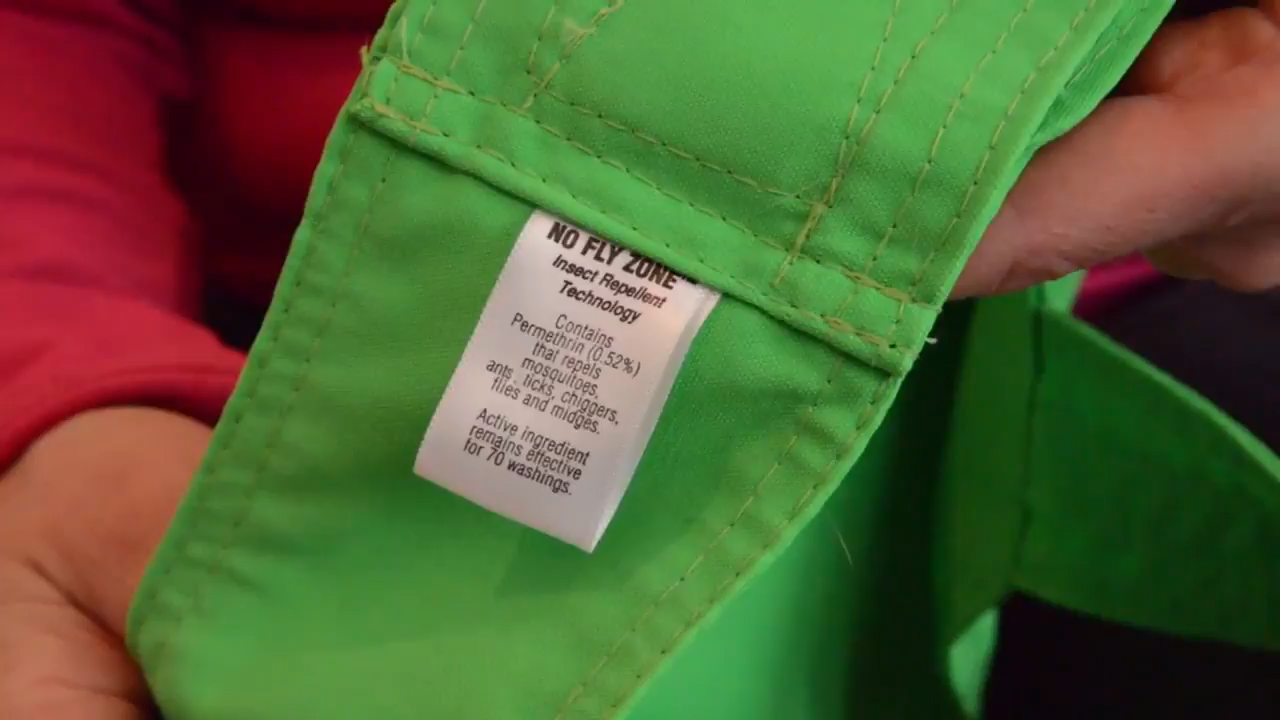 NO FLY ZONE™
Insect Repellent
Technology
Contains
Permethrin (0.52%)
that repels
mosquitoes,
ants, ticks, chiggers,
flies and midges.
Active ingredient
remains effective
for 70 washings.